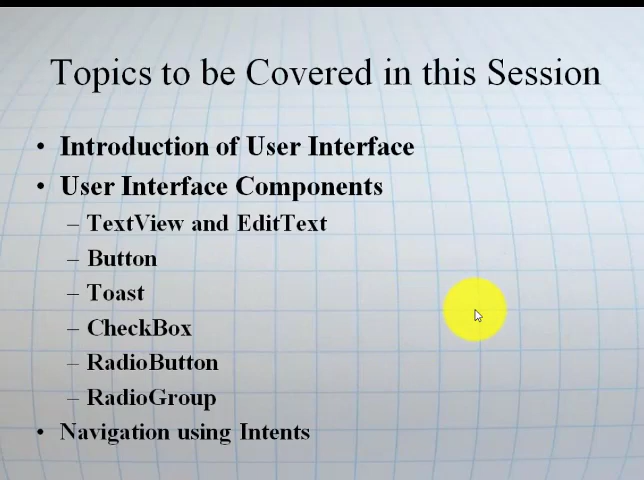 Topics to be Covered in this Session
• Introduction of User Interface
• User Interface Components
– TextView and EditText
– Button
– Toast
– CheckBox
– RadioButton
– RadioGroup
• Navigation using Intents